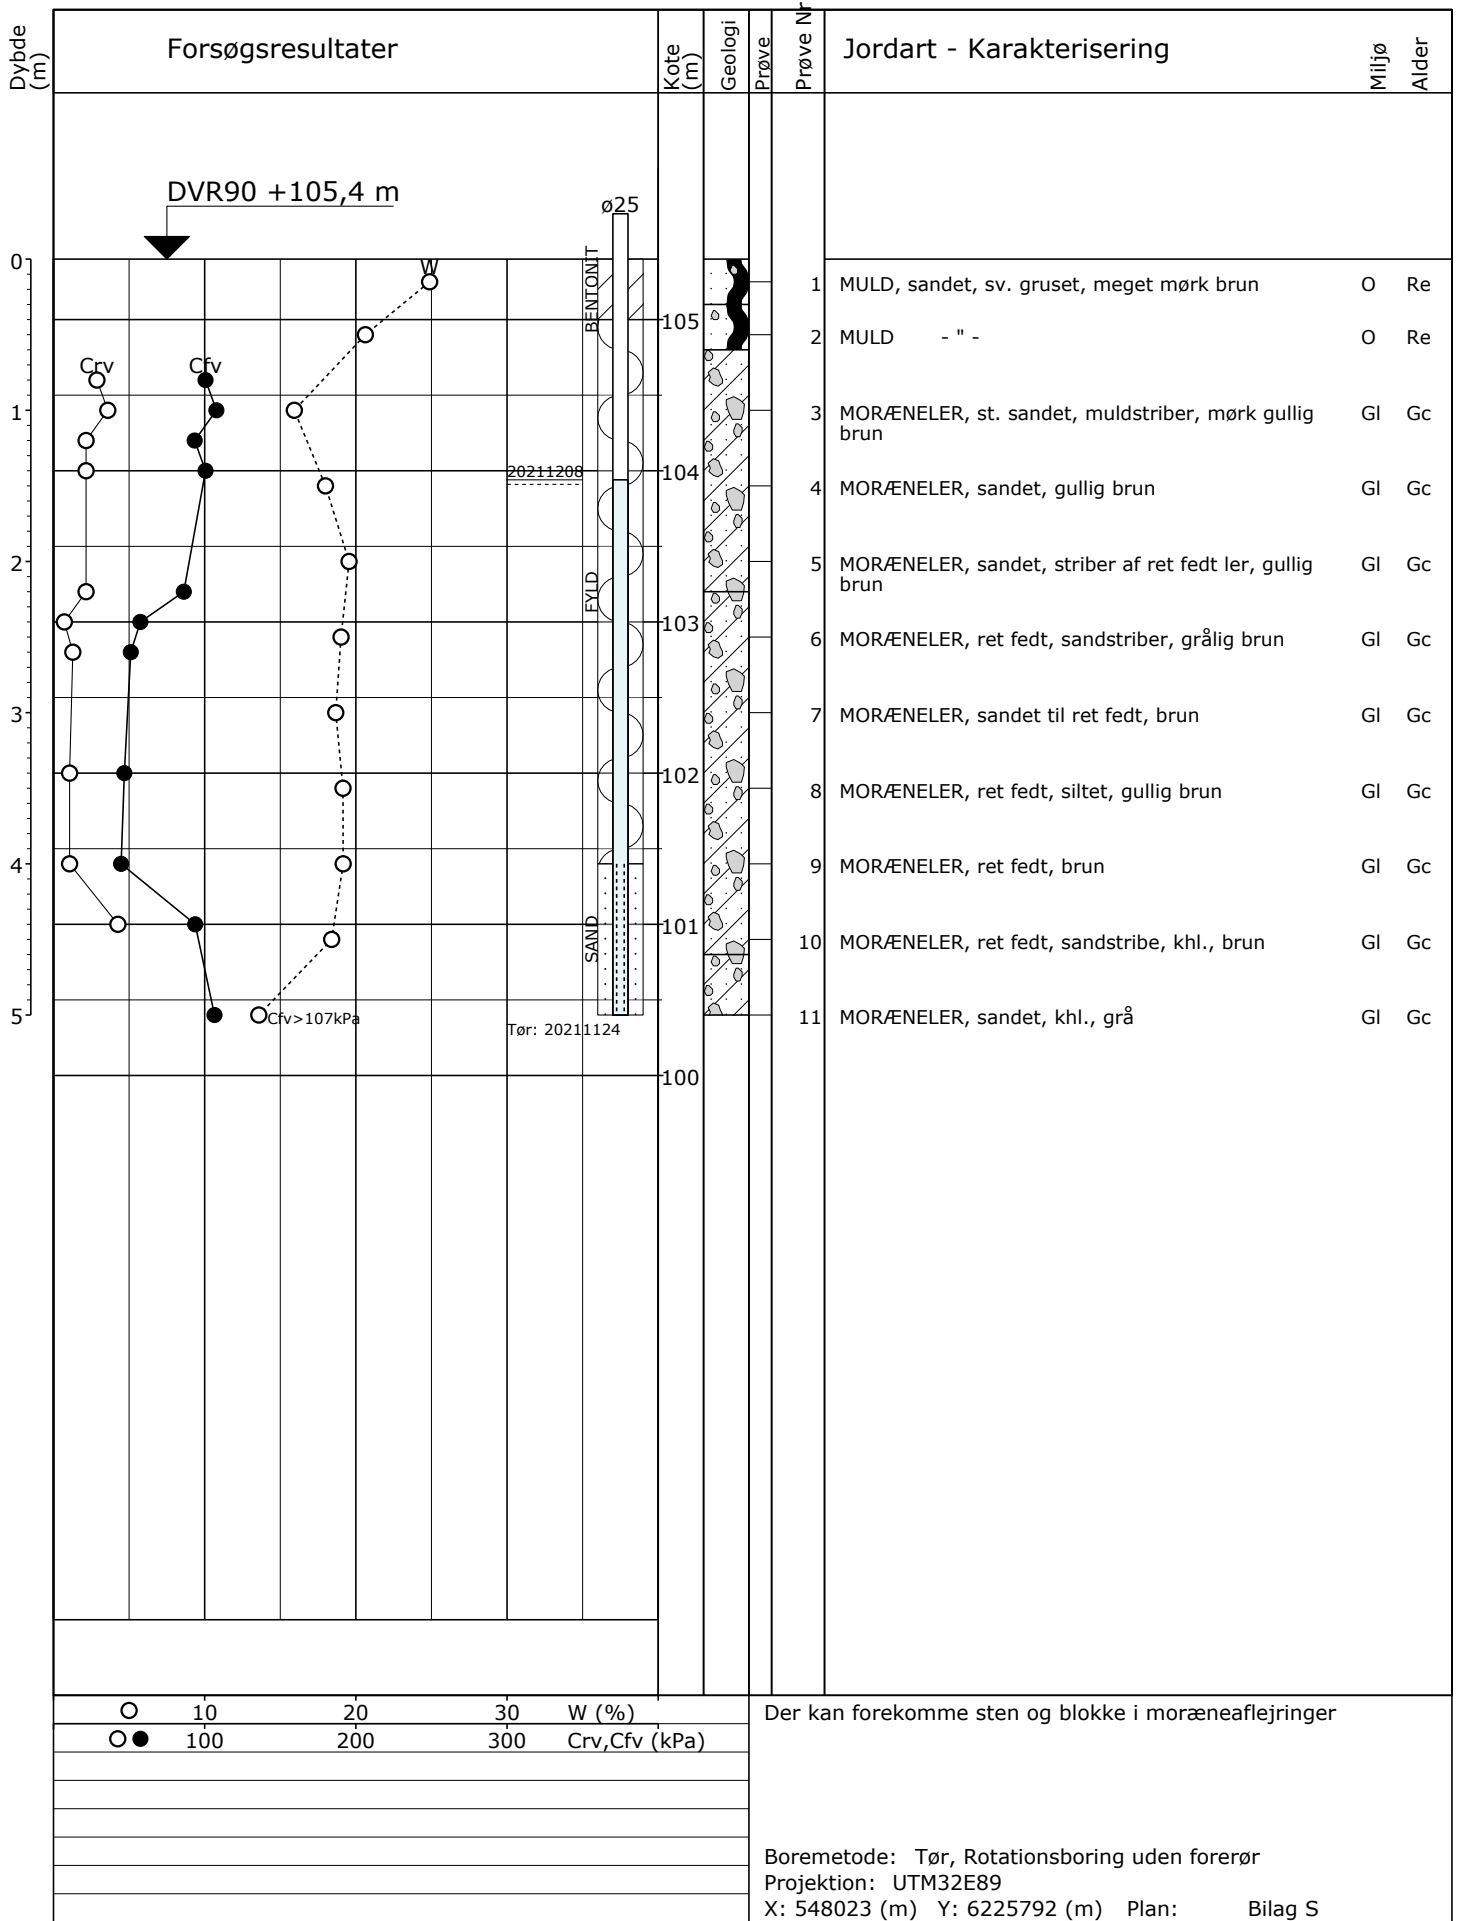 Dybde (m)
Forsøgsresultater
Kote (m)
Geologi
Prøve
Prøve Nr
Jordart - Karakterisering
Miljø
Alder
DVR90 +105,4 m
ø25
0
W
BENTONIT
1 MULD, sandet, sv. gruset, meget mørk brun O Re
105
2 MULD - " - O Re
Crv
Cfv
1
3 MORÆNELER, st. sandet, muldstriber, mørk gullig
brun
Gl Gc
20211208
104
4 MORÆNELER, sandet, gullig brun Gl Gc
2
5 MORÆNELER, sandet, striber af ret fedt ler, gullig
brun
Gl Gc
FYLD
103
6 MORÆNELER, ret fedt, sandstriber, grålig brun Gl Gc
3
7 MORÆNELER, sandet til ret fedt, brun Gl Gc
102
8 MORÆNELER, ret fedt, siltet, gullig brun Gl Gc
4
9 MORÆNELER, ret fedt, brun Gl Gc
101
SAND
10 MORÆNELER, ret fedt, sandstribe, khl., brun Gl Gc
5
Cfv>107kPa
Tør: 20211124
11 MORÆNELER, sandet, khl., grå Gl Gc
100
10 20 30 W (%)
100 200 300 Crv,Cfv (kPa)
Der kan forekomme sten og blokke i moræneaflejringer
Boremetode: Tør, Rotationsboring uden forerør
Projektion: UTM32E89
X: 548023 (m) Y: 6225792 (m) Plan: Bilag S